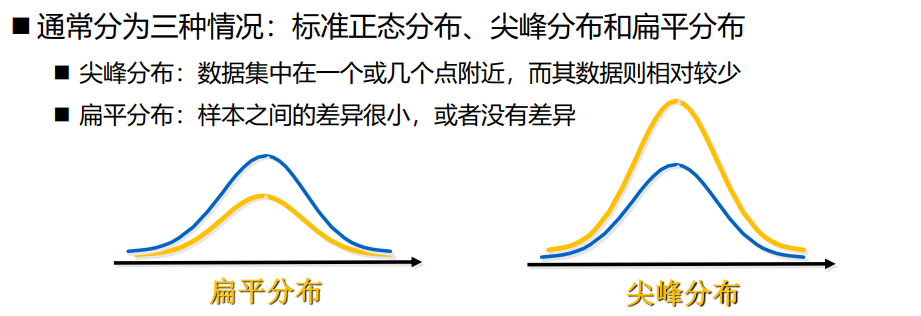 ■ 通常分为三种情况：标准正态分布、尖峰分布和扁平分布
■ 尖峰分布：数据集中在一个或几个点附近，而其数据则相对较少
■ 扁平分布：样本之间的差异很小，或者没有差异
扁平分布
尖峰分布